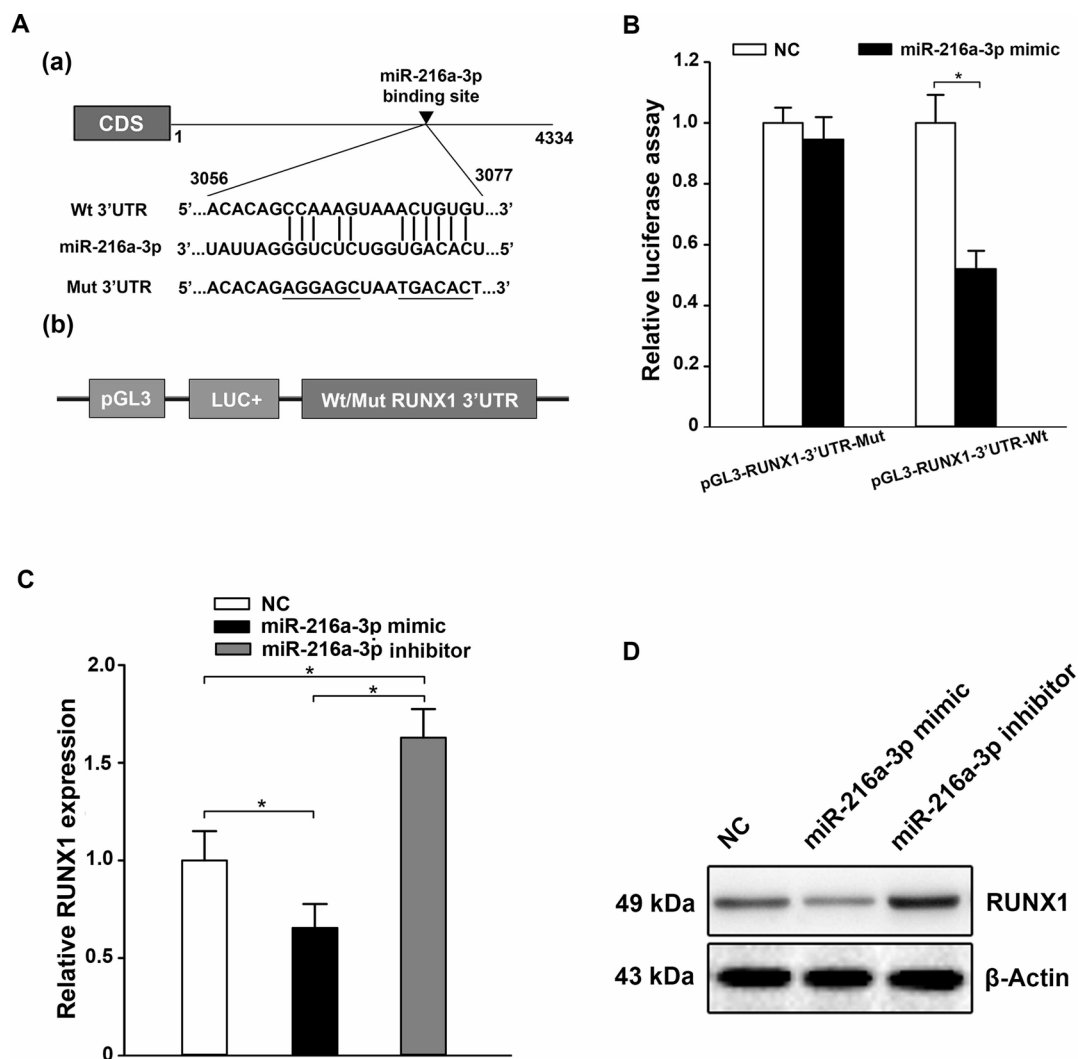 A
(a)
miR-216a-3p
binding site
CDS
1
4334
3056
3077
Wt 3’UTR 5’...ACACAGCCAAAGUAAACUGUGU...3’
miR-216a-3p 3’...UAUUAGGGUCUCUGGUGACACU...5’
Mut 3’UTR 5’...ACACAGAGGAGCUAATGACACT...3’
(b)
pGL3 LUC+ Wt/Mut RUNX1 3’UTR
B
NC miR-216a-3p mimic
Relative luciferase assay
1.2
1.0
0.8
0.6
0.4
0.2
0
*
pGL3-RUNX1-3’UTR-Mut
pGL3-RUNX1-3’UTR-Wt
C
NC
miR-216a-3p mimic
miR-216a-3p inhibitor
Relative RUNX1 expression
2.0
1.5
1.0
0.5
0
*
*
*
D
NC
miR-216a-3p mimic
miR-216a-3p inhibitor
49 kDa RUNX1
43 kDa β-Actin